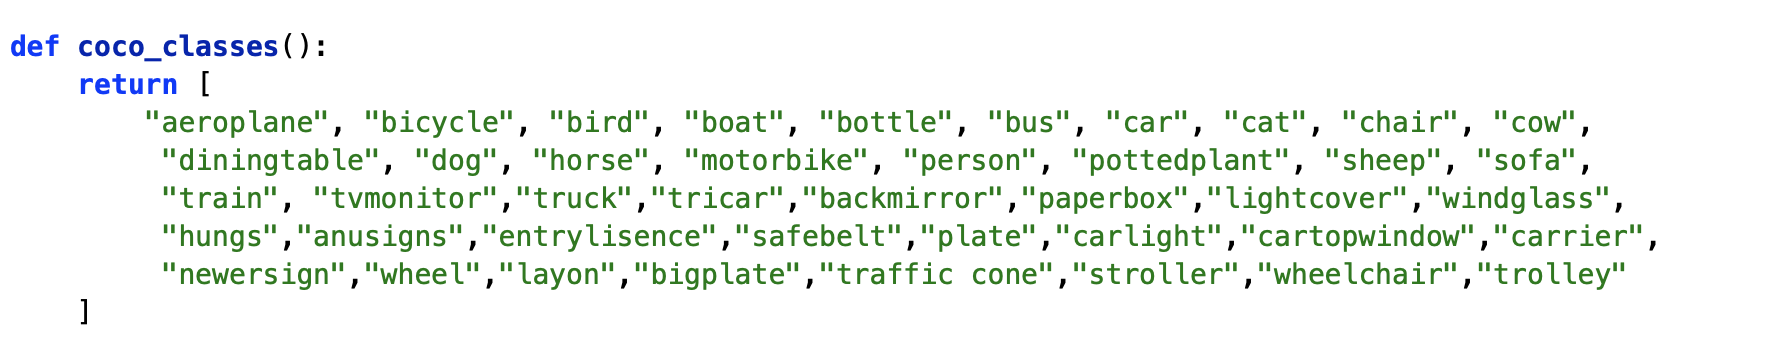 def coco_classes():
return [
"aeroplane", "bicycle", "bird", "boat", "bottle", "bus", "car", "cat", "chair", "cow",
"diningtable", "dog", "horse", "motorbike", "person", "pottedplant", "sheep", "sofa",
"train", "tvmonitor","truck","tricar","backmirror","paperbox","lightcover","windglass",
"hungs","anusigns","entrylisence","safebelt","plate","carlight","cartopwindow","carrier",
"newersign","wheel","layon","bigplate","traffic cone","stroller","wheelchair","trolley"
]